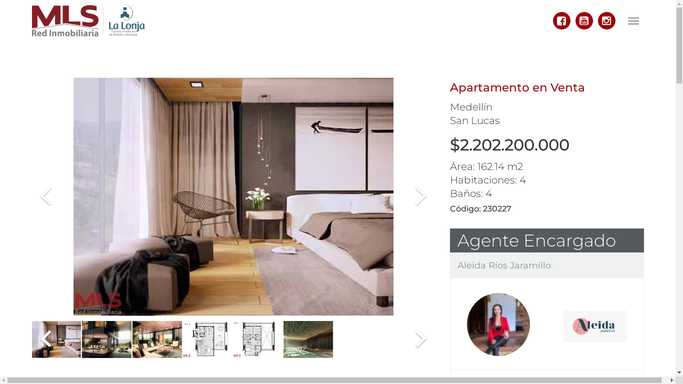 MLS
Red Inmobiliaria
La Lonja
Apartamento en Venta
Medellín
San Lucas
$2.202.200.000
Área: 162.14 m2
Habitaciones: 4
Baños: 4
Código: 230227
Agente Encargado
Aleida Rios Jaramillo
Aleida
MLS
Red Inmobiliaria